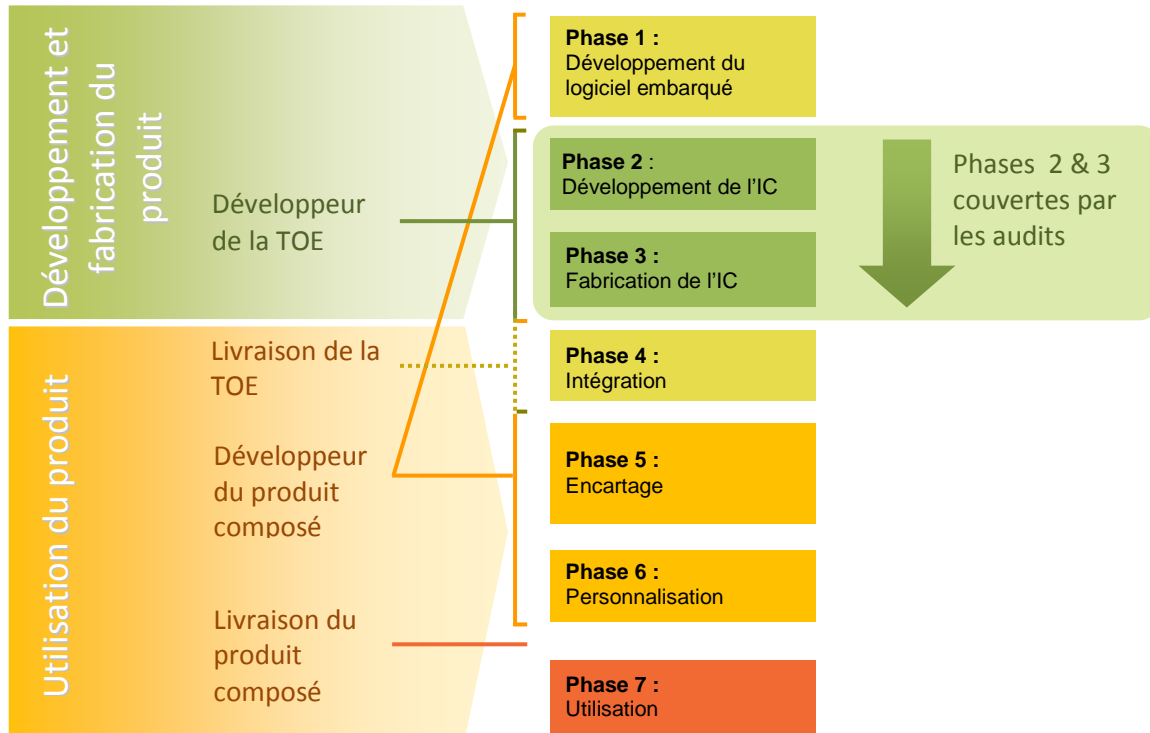 Développement et
fabrication du
produit
Développeur
de la TOE
Phase 1 :
Développement du
logiciel embarqué
Phase 2 :
Développement de l’IC
Phase 3 :
Fabrication de l’IC
Phases 2 & 3
couvertes par
les audits
Utilisation du produit
Livraison de la
TOE
Développeur
du produit
composé
Livraison du
produit
composé
Phase 4 :
Intégration
Phase 5 :
Encartage
Phase 6 :
Personnalisation
Phase 7 :
Utilisation